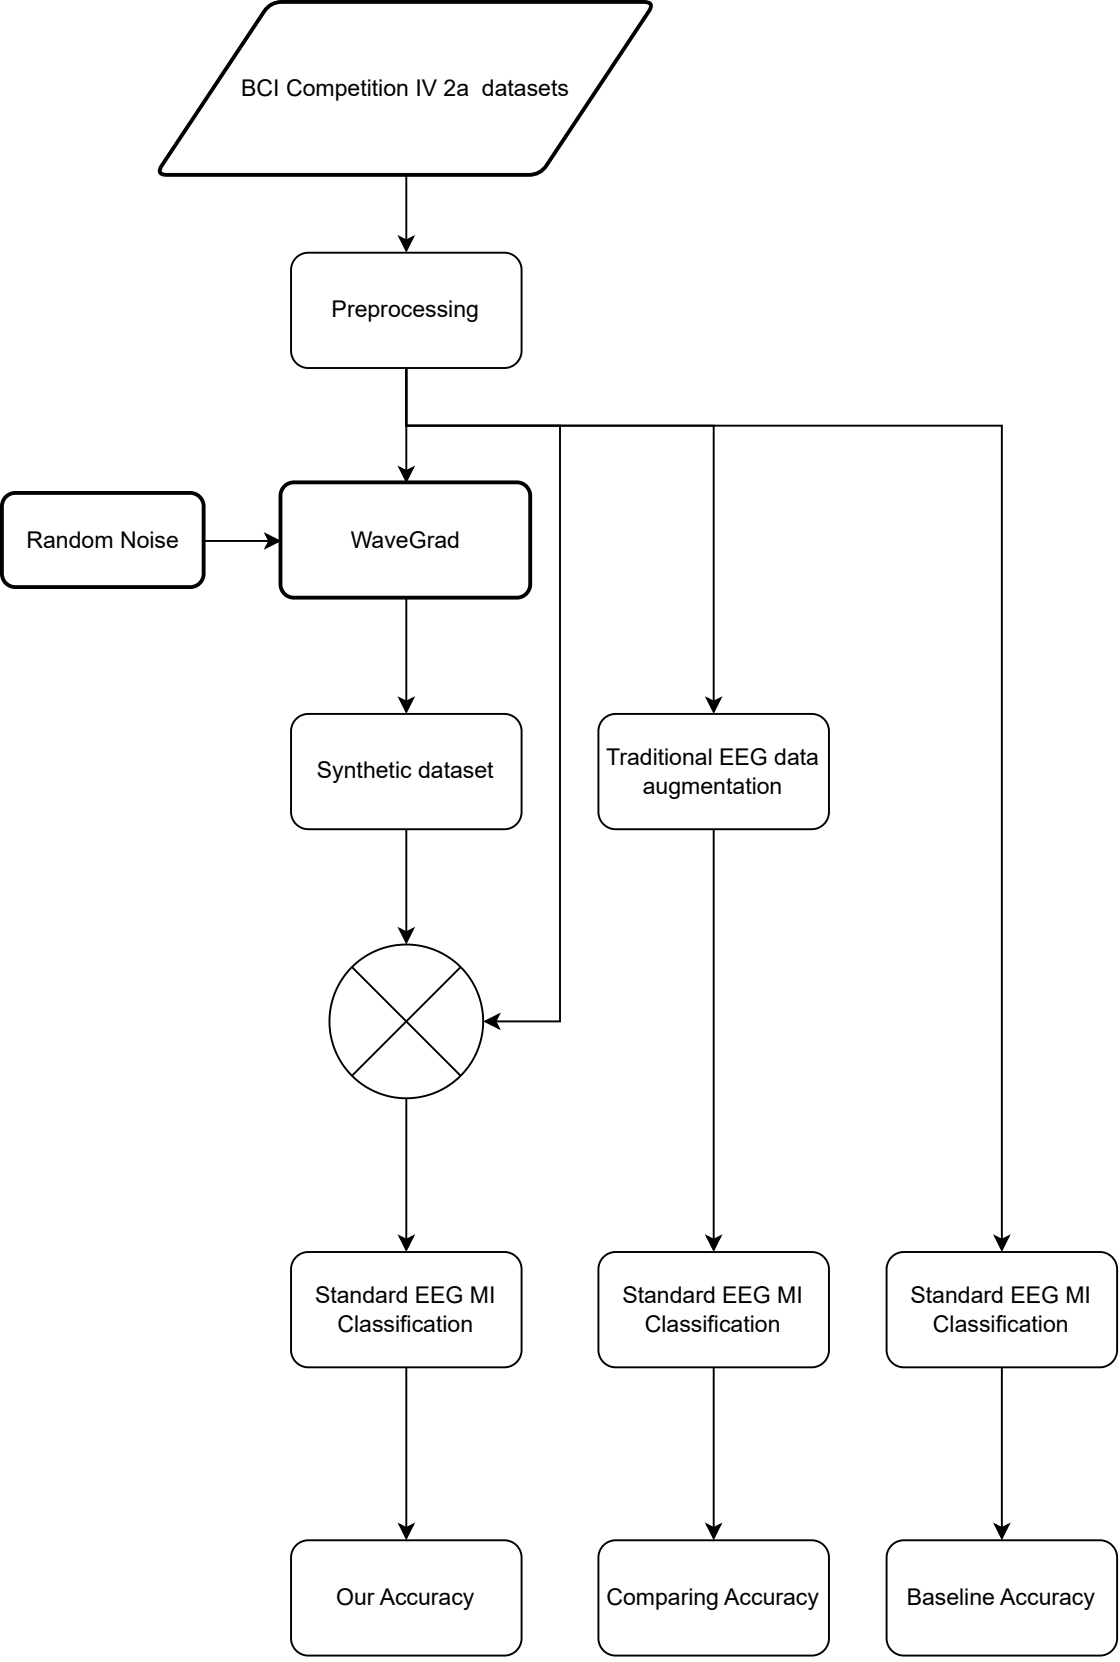 BCI Competition IV 2a  datasets
Preprocessing
Random Noise
WaveGrad
Synthetic dataset
Traditional EEG data
augmentation
Standard EEG MI
Classification
Standard EEG MI
Classification
Standard EEG MI
Classification
Our Accuracy
Comparing Accuracy
Baseline Accuracy